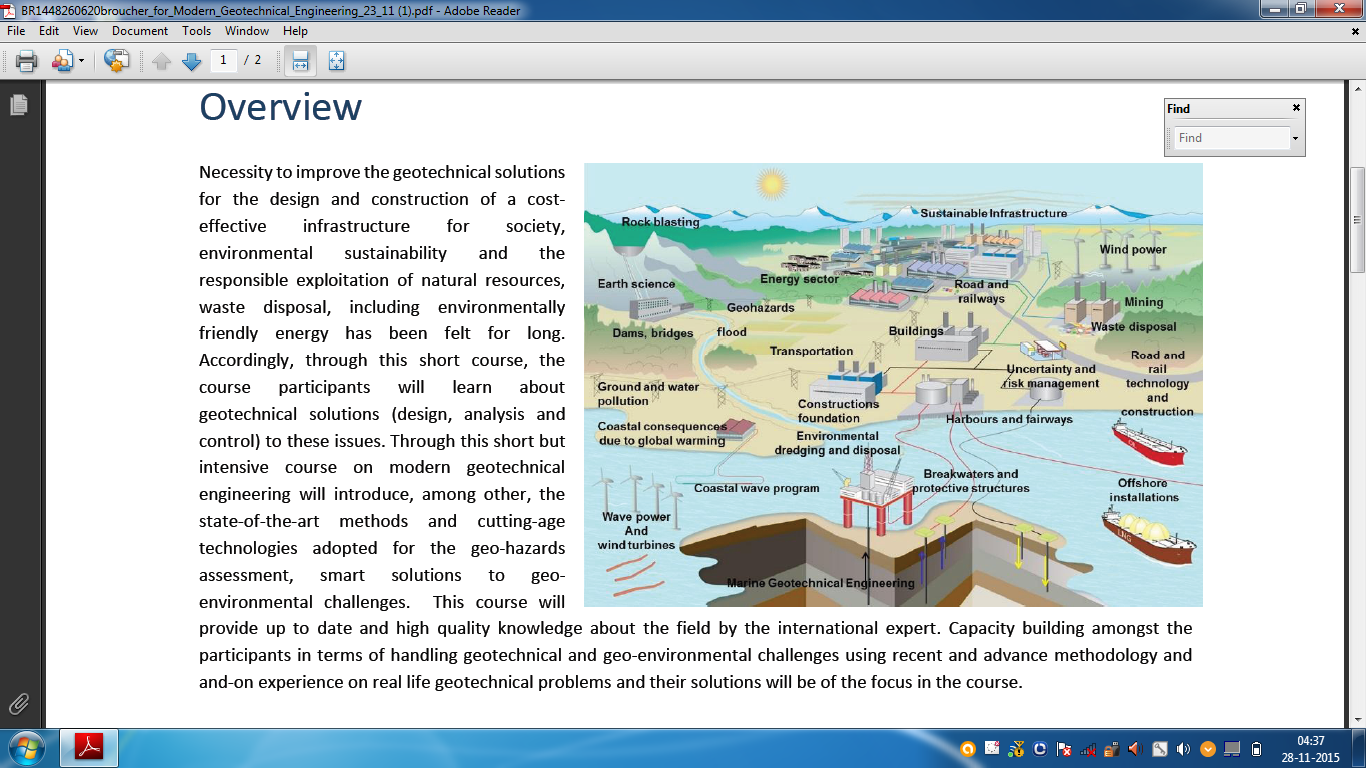 BR1448260620broucher_for_Modern_Geotechnical_Engineering_23_11 (1).pdf - Adobe Reader
File Edit View Document Tools Window Help
1 / 2
Find
Find
Overview
Necessity to improve the geotechnical solutions
for the design and construction of a cost-
effective infrastructure for society,
environmental sustainability and the
responsible exploitation of natural resources,
waste disposal, including environmentally
friendly energy has been felt for long.
Accordingly, through this short course, the
course participants will learn about
geotechnical solutions (design, analysis and
control) to these issues. Through this short but
intensive course on modern geotechnical
engineering will introduce, among other, the
state-of-the-art methods and cutting-age
technologies adopted for the geo-hazards
assessment, smart solutions to geo-
environmental challenges. This course will
provide up to date and high quality knowledge about the field by the international expert. Capacity building amongst the
participants in terms of handling geotechnical and geo-environmental challenges using recent and advance methodology and
and-on experience on real life geotechnical problems and their solutions will be of the focus in the course.
Sustainable Infrastructure
Rock blasting
Wind power
Energy sector
Earth science
Road and
railways
Mining
Geohazards
Waste disposal
Dams, bridges
flood
Buildings
Transportation
Road and
rail
technology
and
construction
Uncertainty and
risk management
Ground and water
pollution
Constructions
foundation
Harbours and fairways
Coastal consequences
due to global warming
Environmental
dredging and disposal
Breakwaters and
protective structures
Coastal wave program
Offshore
installations
Wave power
And
wind turbines
LNG
Marine Geotechnical Engineering
04:37
28-11-2015